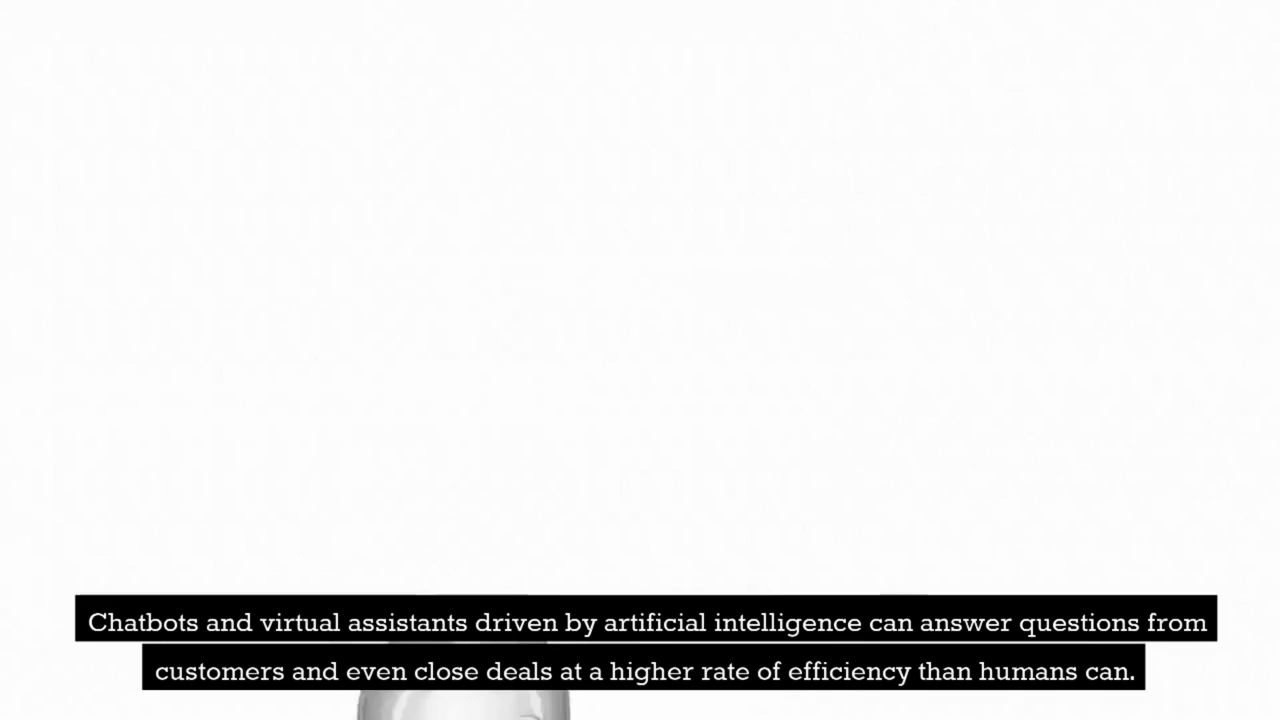 Chatbots and virtual assistants driven by artificial intelligence can answer questions from
customers and even close deals at a higher rate of efficiency than humans can.